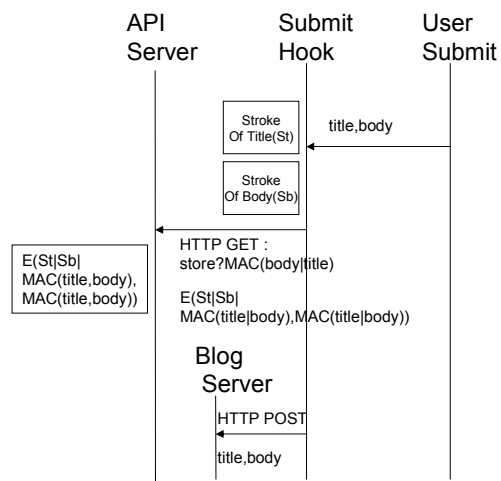 API
Server
Submit
Hook
User
Submit
Stroke
Of Title(St)
title,body
Stroke
Of Body(Sb)
HTTP GET :
store?MAC(body|title)
E(St|Sb|
MAC(title,body),
MAC(title,body))
E(St|Sb|
MAC(title|body),MAC(title|body))
Blog
Server
HTTP POST
title,body